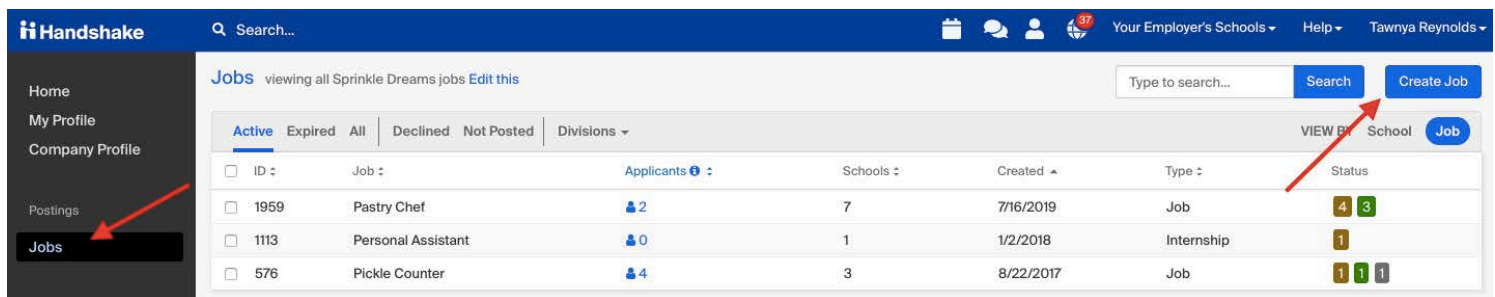 Handshake Search... 37 Your Employer's Schools Help Tawnya Reynolds
Home
My Profile
Company Profile
Postings
Jobs
Jobs viewing all Sprinkle Dreams jobs Edit this Type to search... Search Create Job
Active Expired All Declined Not Posted Divisions VIEW BY School Job
ID Job Applicants Schools Created Type Status
1959 Pastry Chef 2 7 7/16/2019 Job 4 3
1113 Personal Assistant 0 1 1/2/2018 Internship 1
576 Pickle Counter 4 3 8/22/2017 Job 1 1 1